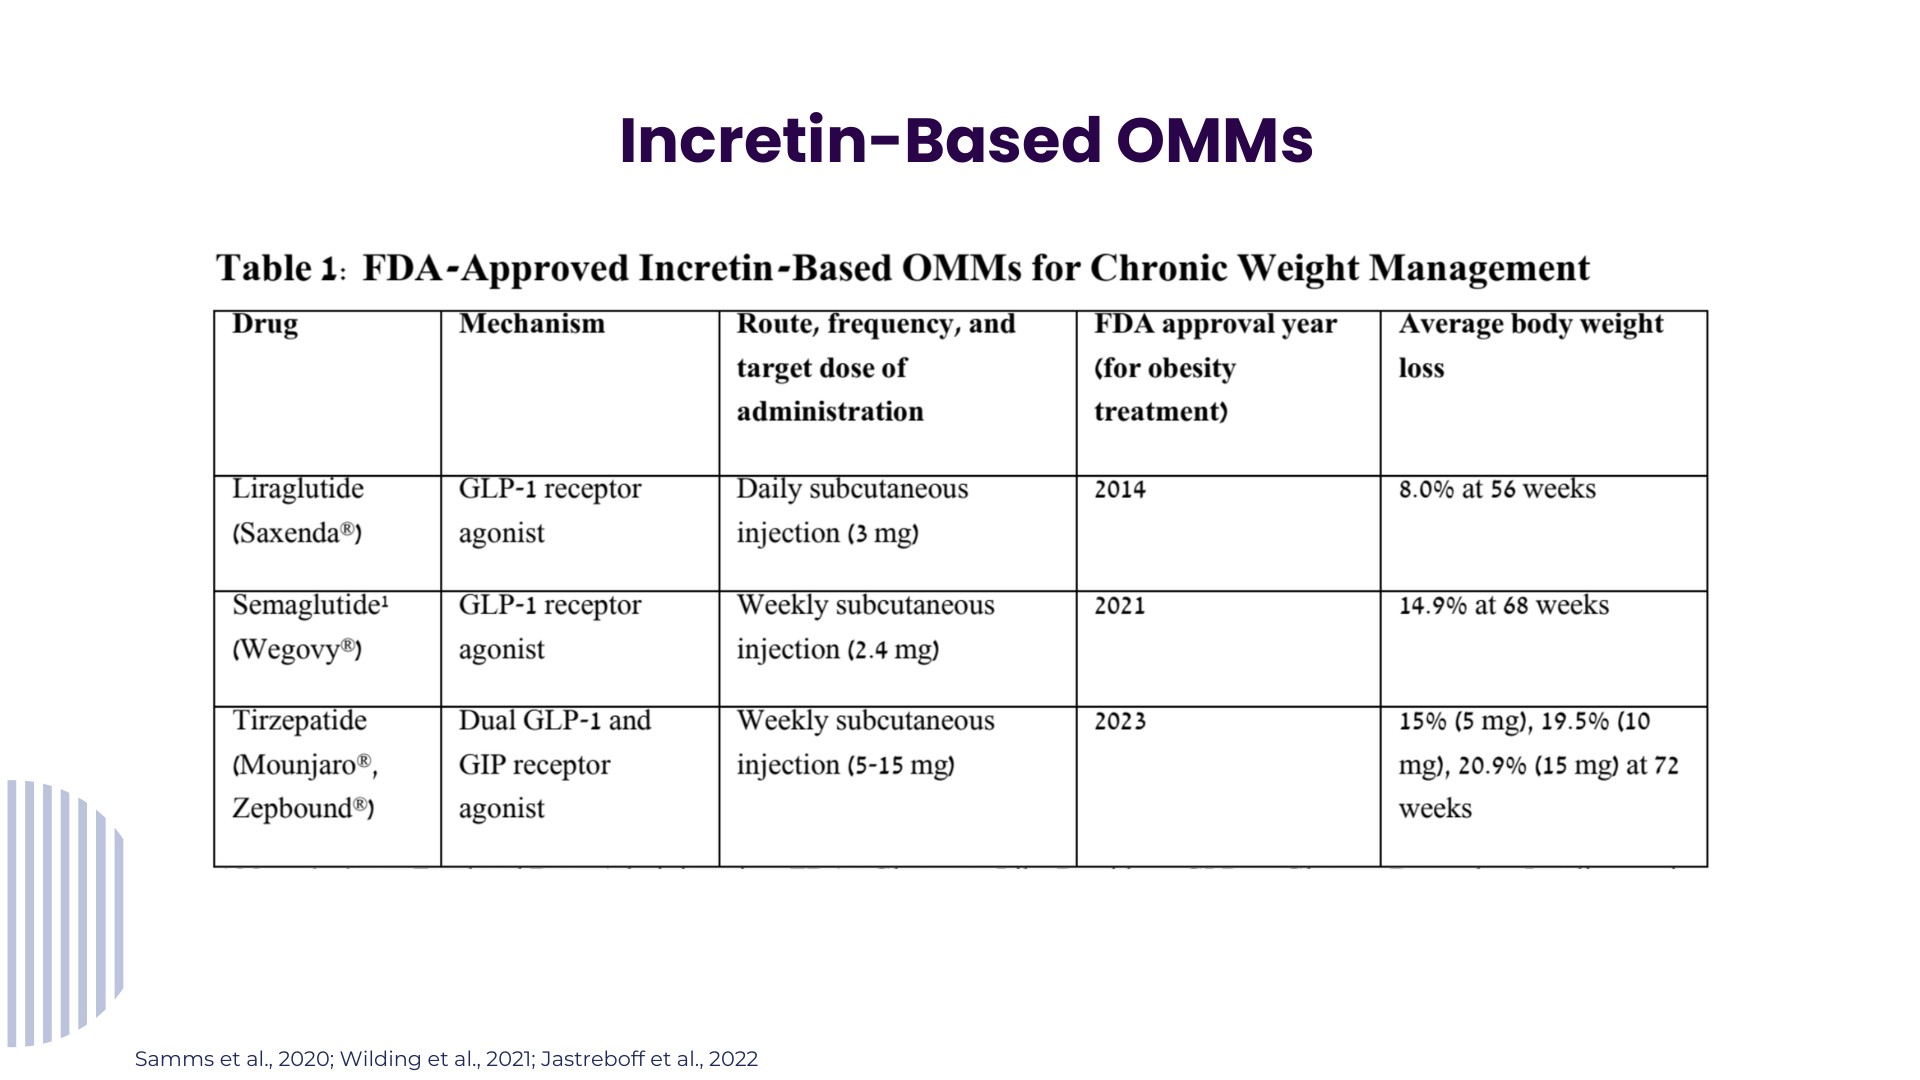 Incretin-Based OMMs
Table 1: FDA-Approved Incretin-Based OMMs for Chronic Weight Management
Drug
Mechanism
Route, frequency, and
target dose of
administration
FDA approval year
(for obesity
treatment)
Average body weight
loss
Liraglutide
(Saxenda®)
GLP-1 receptor
agonist
Daily subcutaneous
injection (3 mg)
2014
8.0% at 56 weeks
Semaglutide¹
(Wegovy®)
GLP-1 receptor
agonist
Weekly subcutaneous
injection (2.4 mg)
2021
14.9% at 68 weeks
Tirzepatide
(Mounjaro®,
Zepbound®)
Dual GLP-1 and
GIP receptor
agonist
Weekly subcutaneous
injection (5-15 mg)
2023
15% (5 mg), 19.5% (10
mg), 20.9% (15 mg) at 72
weeks
Samms et al., 2020; Wilding et al., 2021; Jastreboff et al., 2022